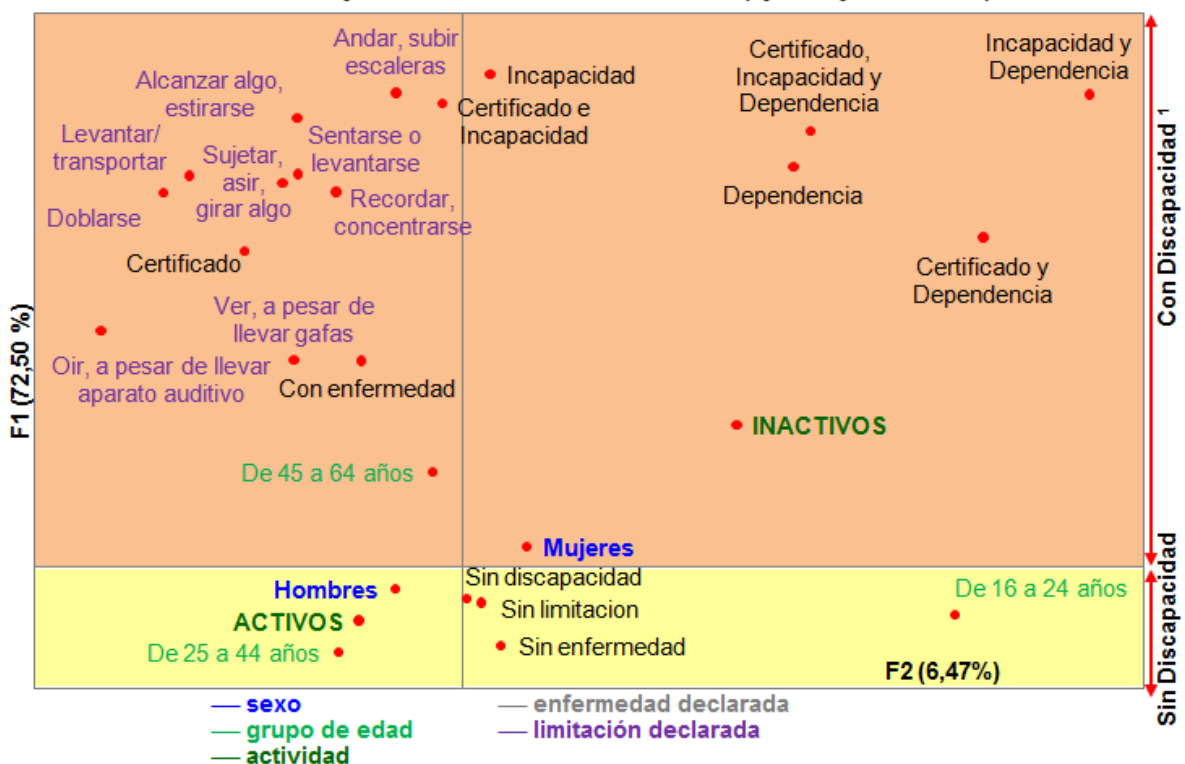 Andar, subir
escaleras
Alcanzar algo,
estirarse
Levantar/
transportar
Sujetar,
asir,
girar algo
Sentarse o
levantarse
Doblarse
Recordar,
concentrarse
Certificado
Ver, a pesar de
llevar gafas
Oir, a pesar de llevar
aparato auditivo
Con enfermedad
De 45 a 64 años
Incapacidad
Certificado e
Incapacidad
Certificado,
Incapacidad y
Dependencia
Incapacidad y
Dependencia
Dependencia
Certificado y
Dependencia
INACTIVOS
Mujeres
Hombres
ACTIVOS
De 25 a 44 años
Sin discapacidad
Sin limitacion
Sin enfermedad
De 16 a 24 años
F2 (6,47%)
F1 (72,50 %)
Con Discapacidad ¹
Sin Discapacidad
sexo
grupo de edad
actividad
enfermedad declarada
limitación declarada